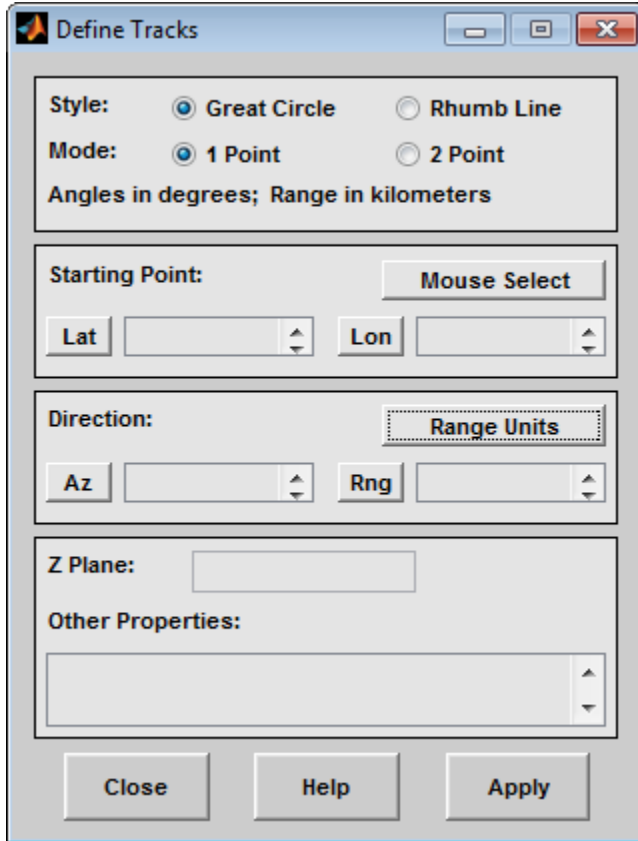 Define Tracks
Style: Great Circle Rhumb Line
Mode: 1 Point 2 Point
Angles in degrees; Range in kilometers
Starting Point: Mouse Select
Lat Lon
Direction: Range Units
Az Rng
Z Plane:
Other Properties:
Close Help Apply